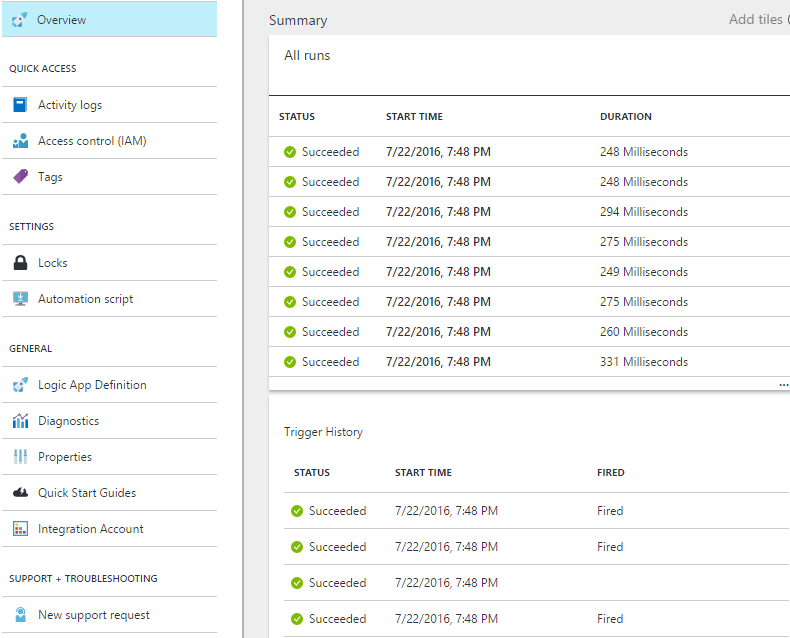 Overview
QUICK ACCESS
Activity logs
Access control (IAM)
Tags
SETTINGS
Locks
Automation script
GENERAL
Logic App Definition
Diagnostics
Properties
Quick Start Guides
Integration Account
SUPPORT + TROUBLESHOOTING
New support request
Summary Add tiles
All runs
STATUS START TIME DURATION
Succeeded 7/22/2016, 7:48 PM 248 Milliseconds
Succeeded 7/22/2016, 7:48 PM 248 Milliseconds
Succeeded 7/22/2016, 7:48 PM 294 Milliseconds
Succeeded 7/22/2016, 7:48 PM 275 Milliseconds
Succeeded 7/22/2016, 7:48 PM 249 Milliseconds
Succeeded 7/22/2016, 7:48 PM 275 Milliseconds
Succeeded 7/22/2016, 7:48 PM 260 Milliseconds
Succeeded 7/22/2016, 7:48 PM 331 Milliseconds
...
Trigger History
STATUS START TIME FIRED
Succeeded 7/22/2016, 7:48 PM Fired
Succeeded 7/22/2016, 7:48 PM Fired
Succeeded 7/22/2016, 7:48 PM
Succeeded 7/22/2016, 7:48 PM Fired